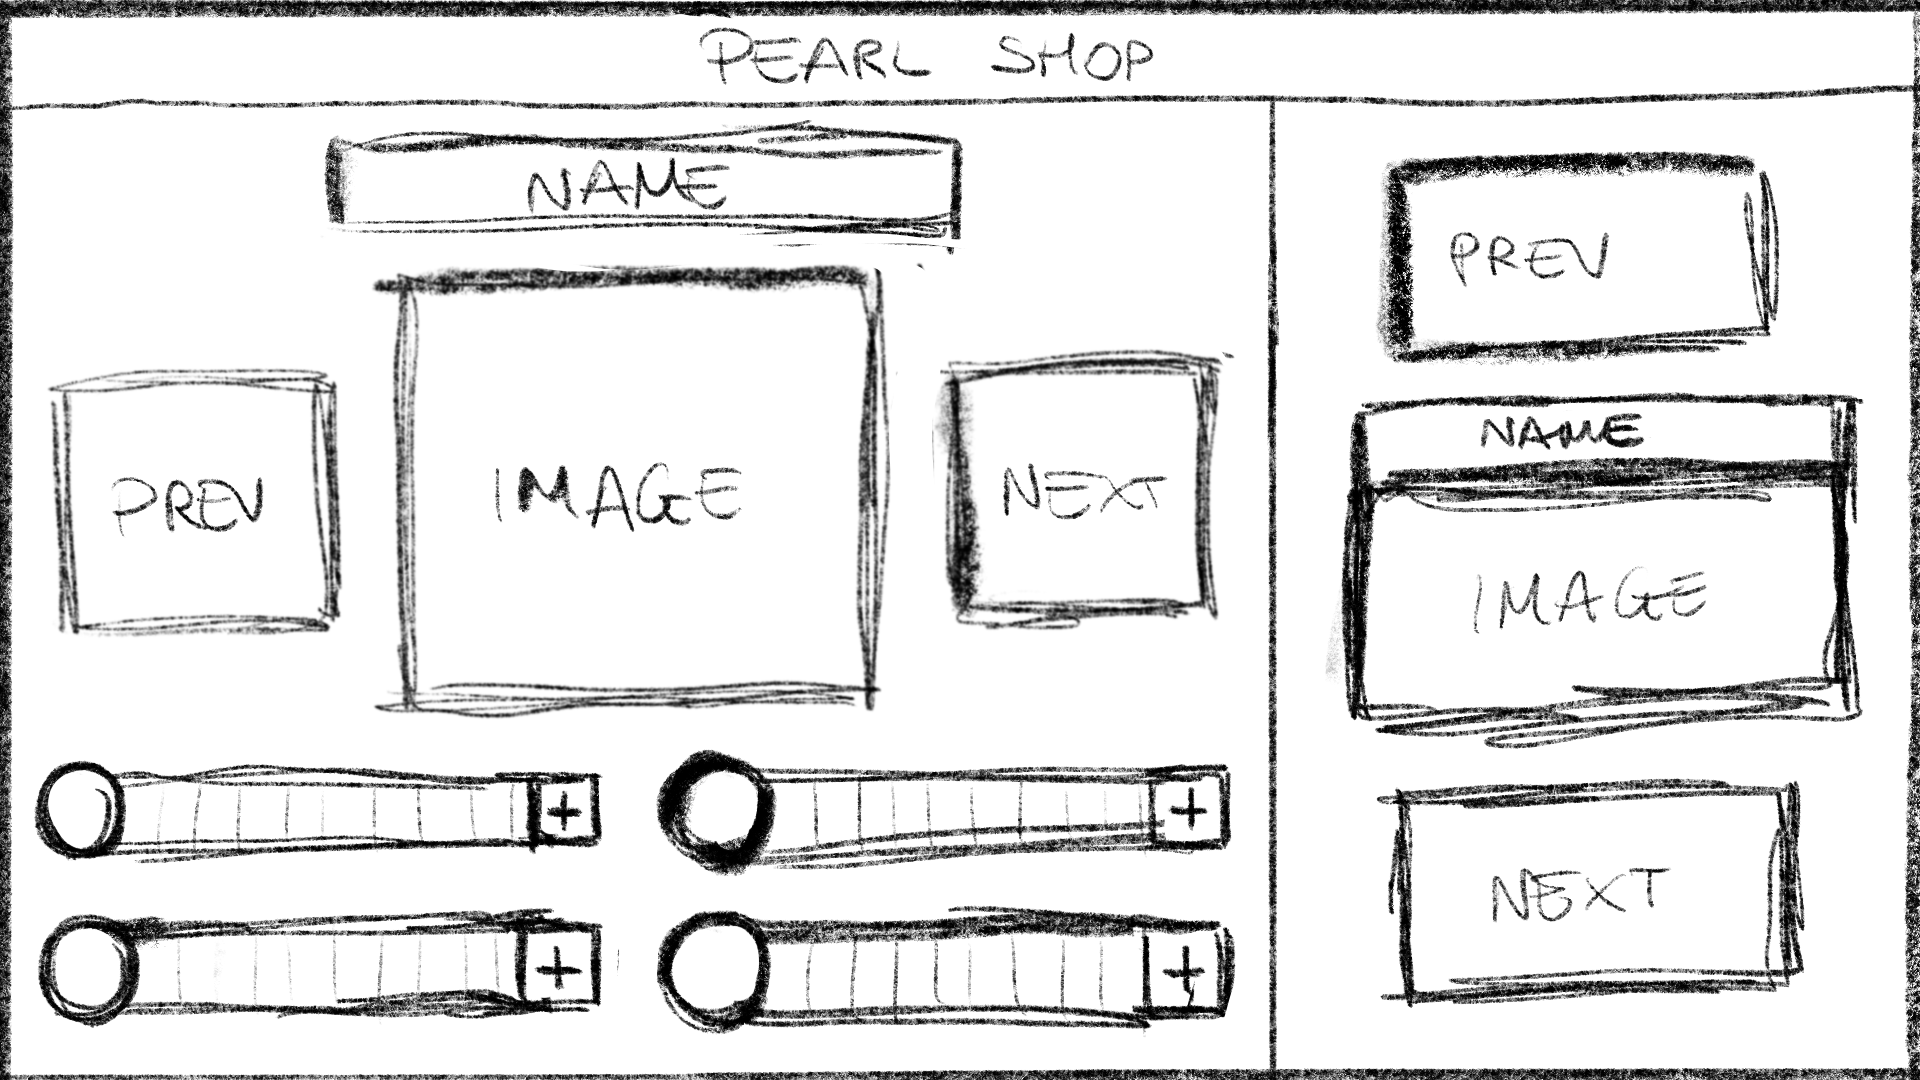 PEARL SHOP
NAME
PREV
IMAGE
NEXT
+
+
+
+
PREV
NAME
IMAGE
NEXT